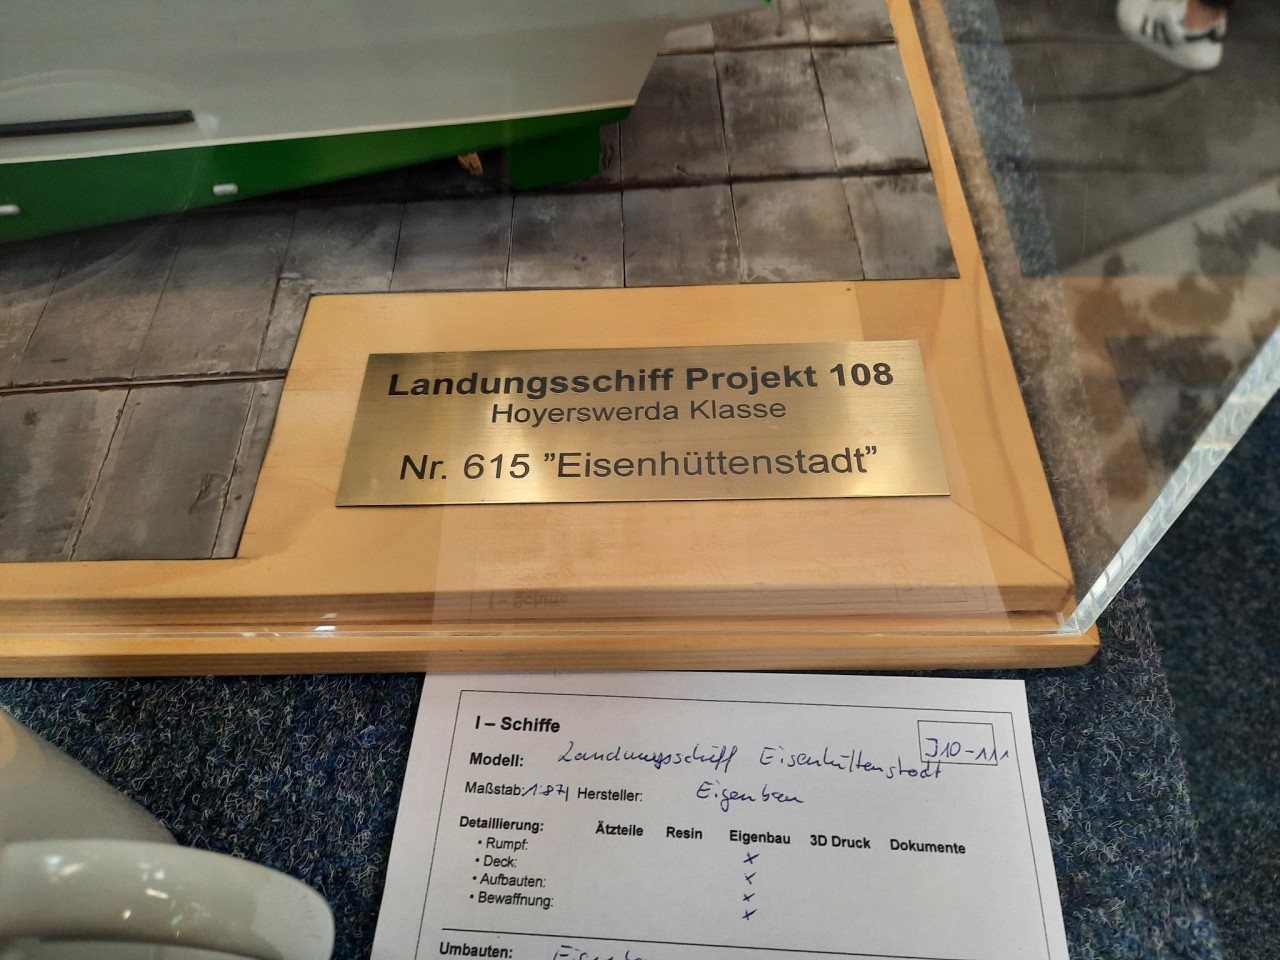 Landungsschiff Projekt 108
Hoyerswerda Klasse
Nr. 615 ”Eisenhüttenstadt”
I – Schiffe
J10-111
Modell: Landungsschiff Eisenhüttenstadt
Maßstab: 1:87 | Hersteller: Eigenbau
Detaillierung: Ätzteile Resin Eigenbau 3D Druck Dokumente
• Rumpf: x
• Deck: x
• Aufbauten: x
• Bewaffnung: x
Umbauten: